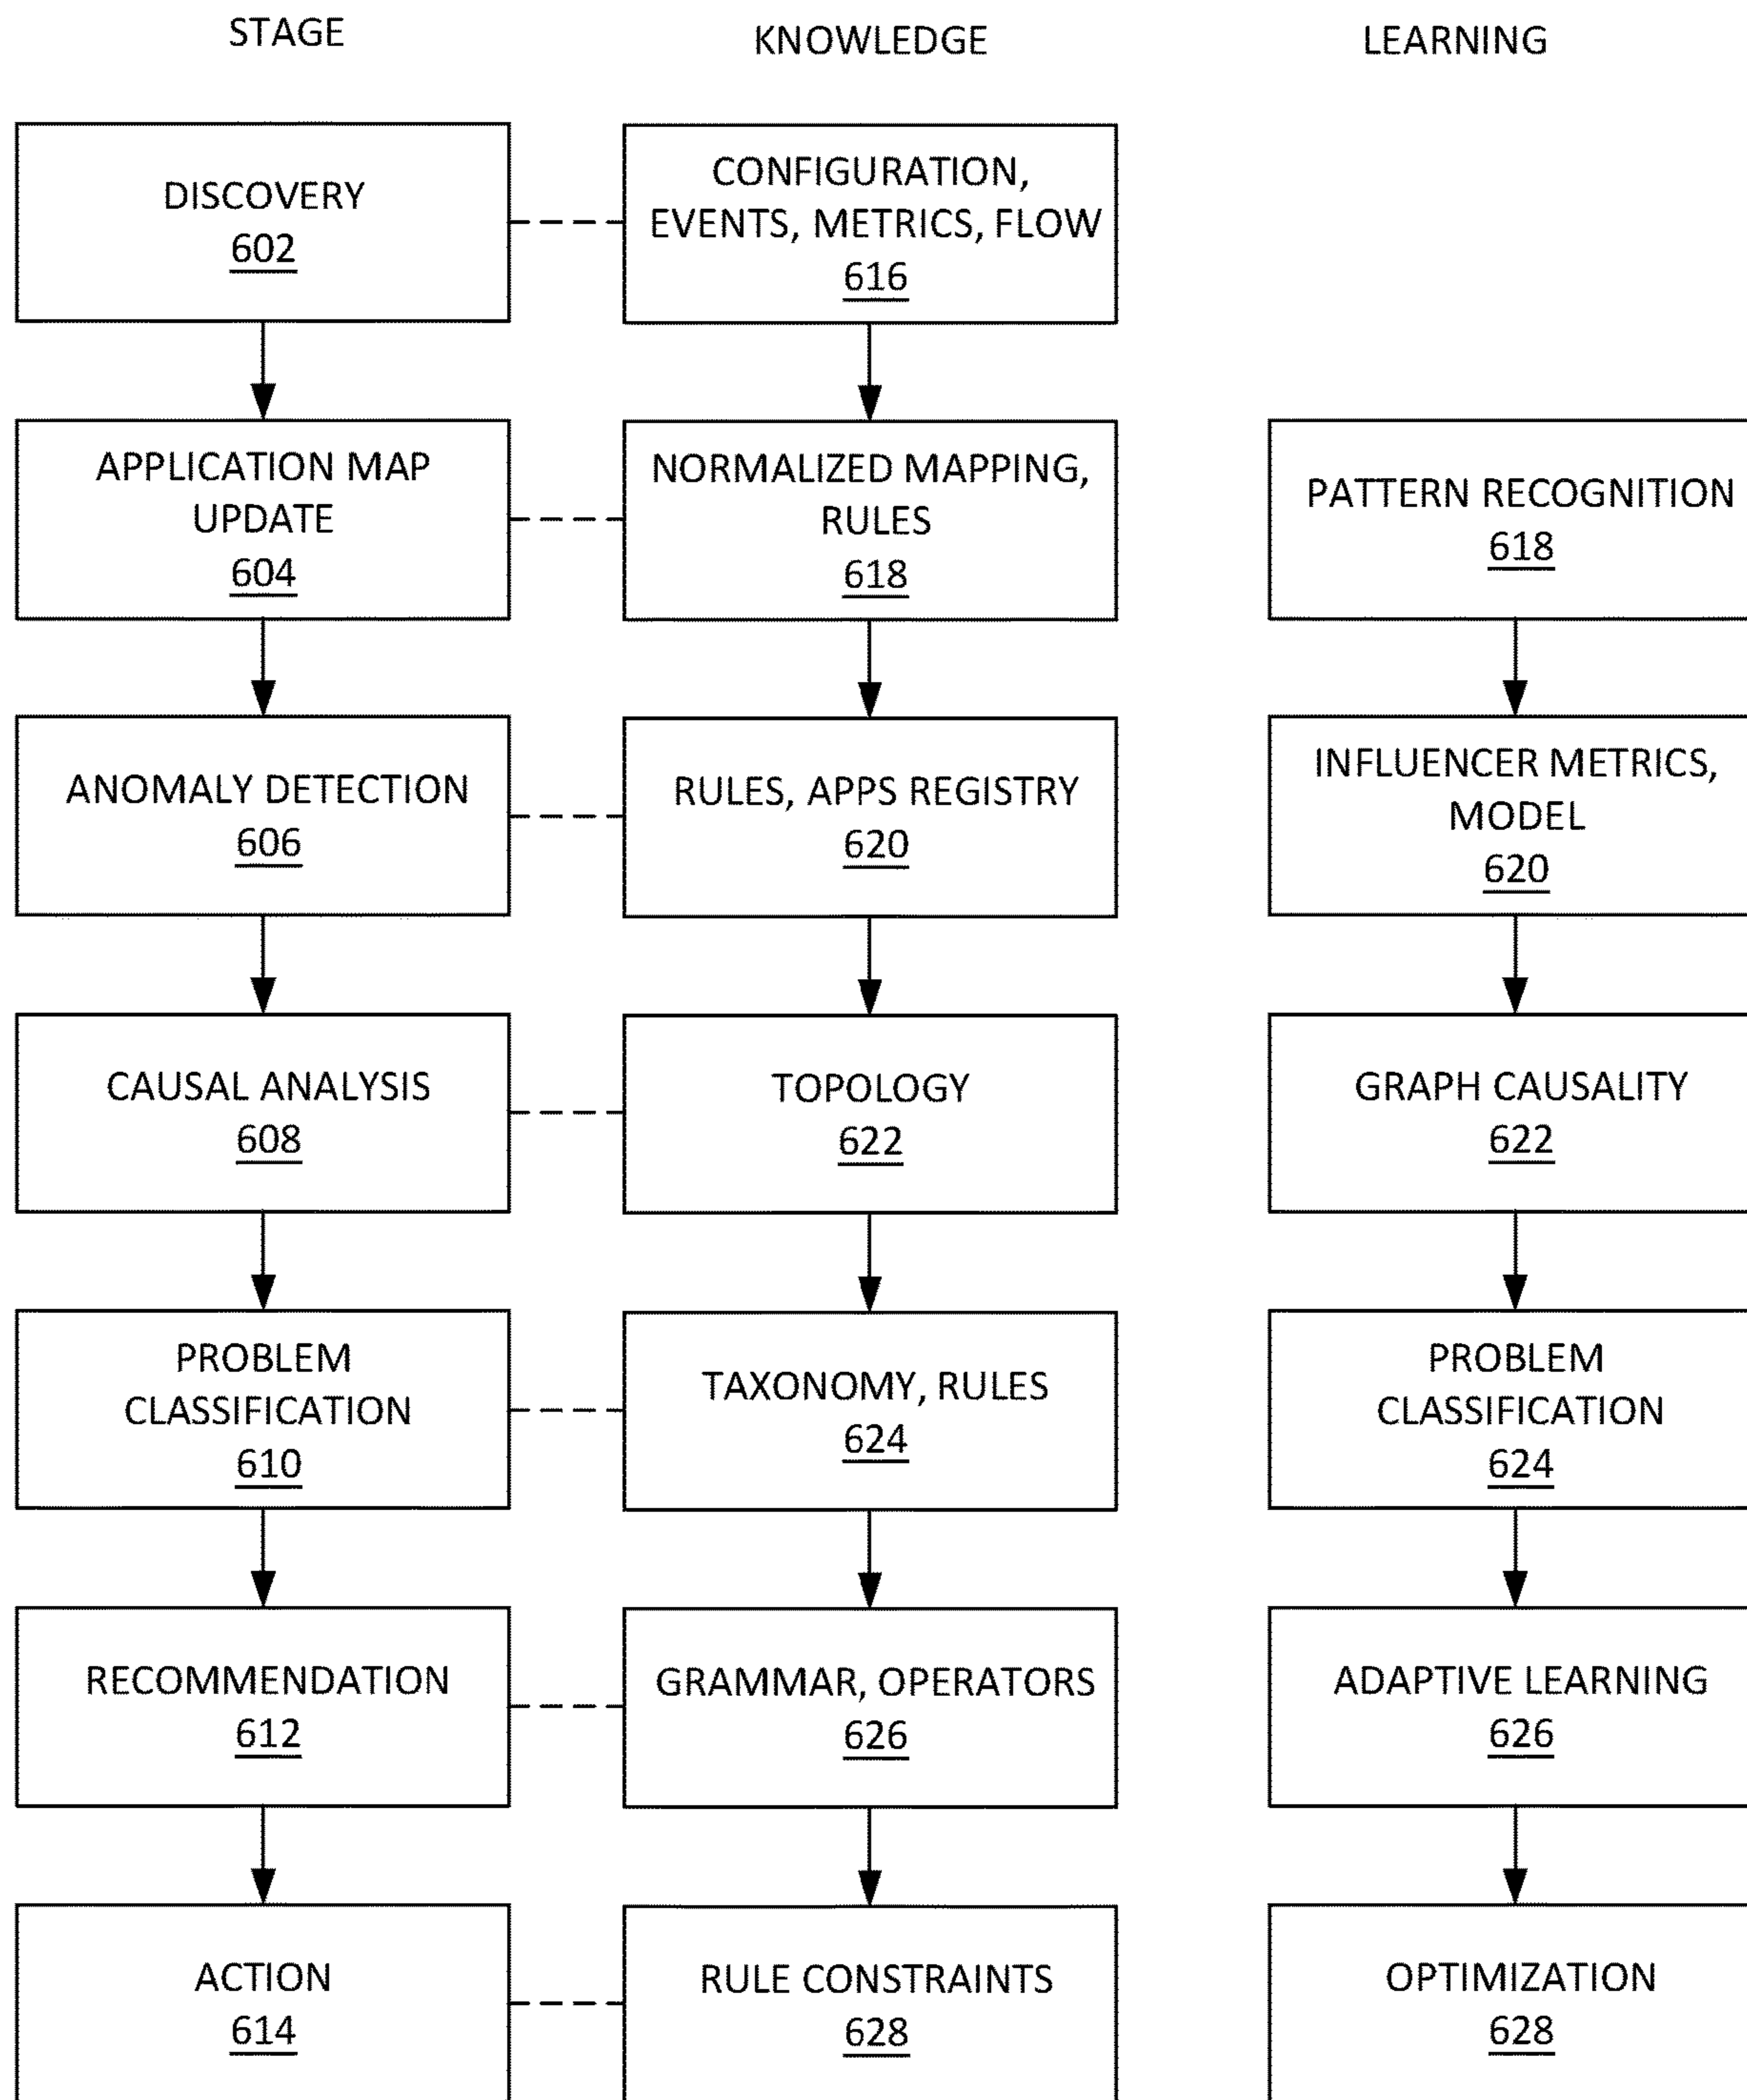 STAGE
KNOWLEDGE
LEARNING
DISCOVERY
602
CONFIGURATION,
EVENTS, METRICS, FLOW
616
APPLICATION MAP
UPDATE
604
NORMALIZED MAPPING,
RULES
618
PATTERN RECOGNITION
618
ANOMALY DETECTION
606
RULES, APPS REGISTRY
620
INFLUENCER METRICS,
MODEL
620
CAUSAL ANALYSIS
608
TOPOLOGY
622
GRAPH CAUSALITY
622
PROBLEM
CLASSIFICATION
610
TAXONOMY, RULES
624
PROBLEM
CLASSIFICATION
624
RECOMMENDATION
612
GRAMMAR, OPERATORS
626
ADAPTIVE LEARNING
626
ACTION
614
RULE CONSTRAINTS
628
OPTIMIZATION
628